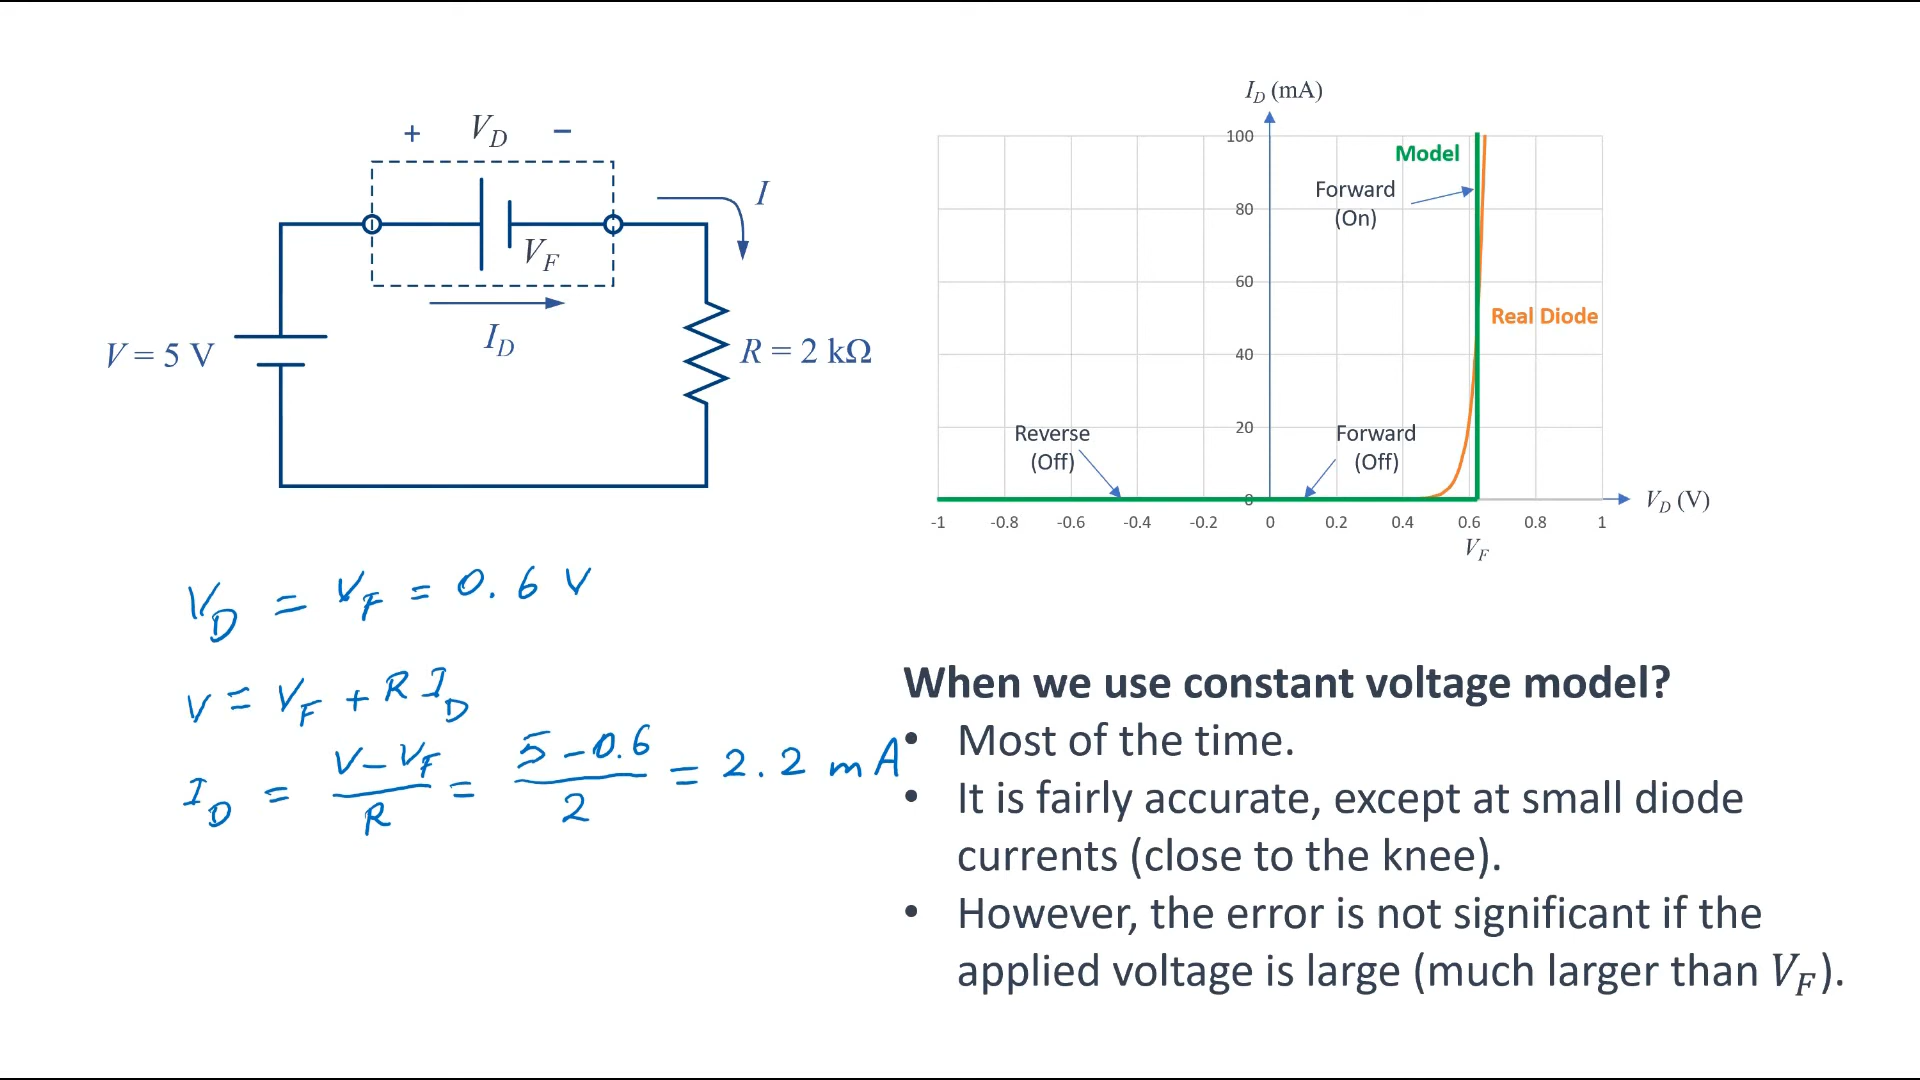 + V_D −
I
V_F
I_D
V = 5 V
R = 2 kΩ
I_D (mA)
100
80
60
40
20
0
Model
Forward
(On)
Real Diode
Reverse
(Off)
Forward
(Off)
V_D (V)
-1 -0.8 -0.6 -0.4 -0.2 0 0.2 0.4 0.6 0.8 1
V_F
V_D = V_F = 0.6 V
V = V_F + R I_D
I_D = (V − V_F)/R = (5 − 0.6)/2 = 2.2 mA
When we use constant voltage model?
• Most of the time.
• It is fairly accurate, except at small diode
currents (close to the knee).
• However, the error is not significant if the
applied voltage is large (much larger than V_F).